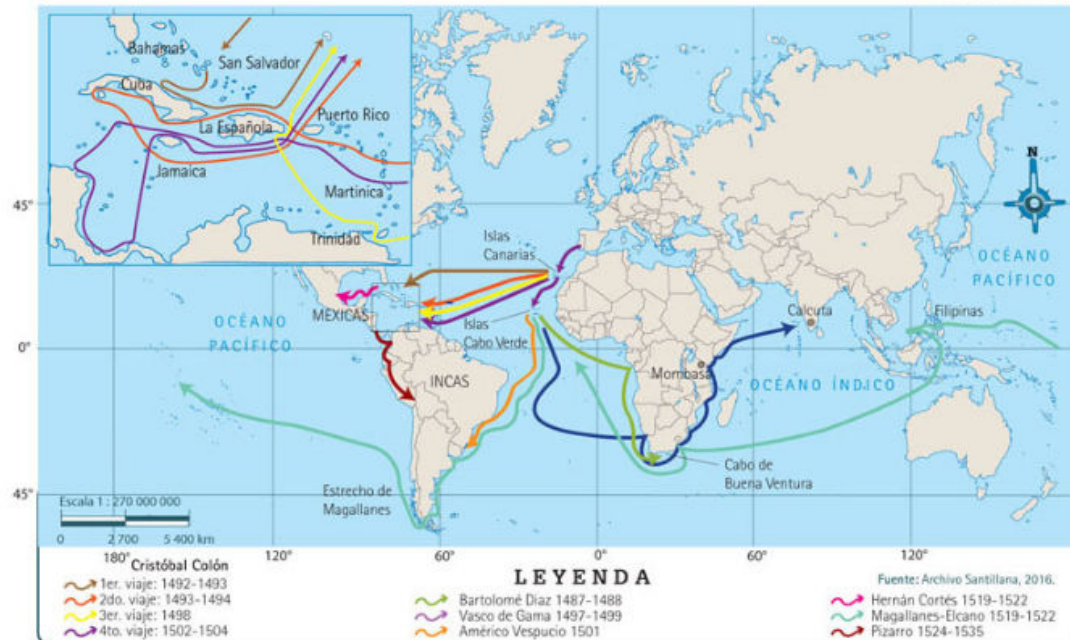 Bahamas
San Salvador
Cuba
Puerto Rico
La Española
Jamaica
Martinica
Trinidad
N
45°
Islas
Canarias
OCÉANO
PACÍFICO
MEXICAS
Calcuta
Filipinas
OCÉANO
PACÍFICO
Islas
Cabo Verde
0°
INCAS
Mombasa
OCÉANO ÍNDICO
Cabo de
Buena Ventura
Estrecho de
Magallanes
45°
Escala 1 : 270 000 000
0 2 700 5 400 km
180° 120° 60° 0° 60° 120°
LEYENDA
Fuente: Archivo Santillana, 2016.
Cristóbal Colón
1er. viaje: 1492-1493
2do. viaje: 1493-1494
3er. viaje: 1498
4to. viaje: 1502-1504
Bartolomé Diaz 1487-1488
Vasco de Gama 1497-1499
Américo Vespucio 1501
Hernán Cortés 1519-1522
Magallanes-Elcano 1519-1522
Pizarro 1524-1535